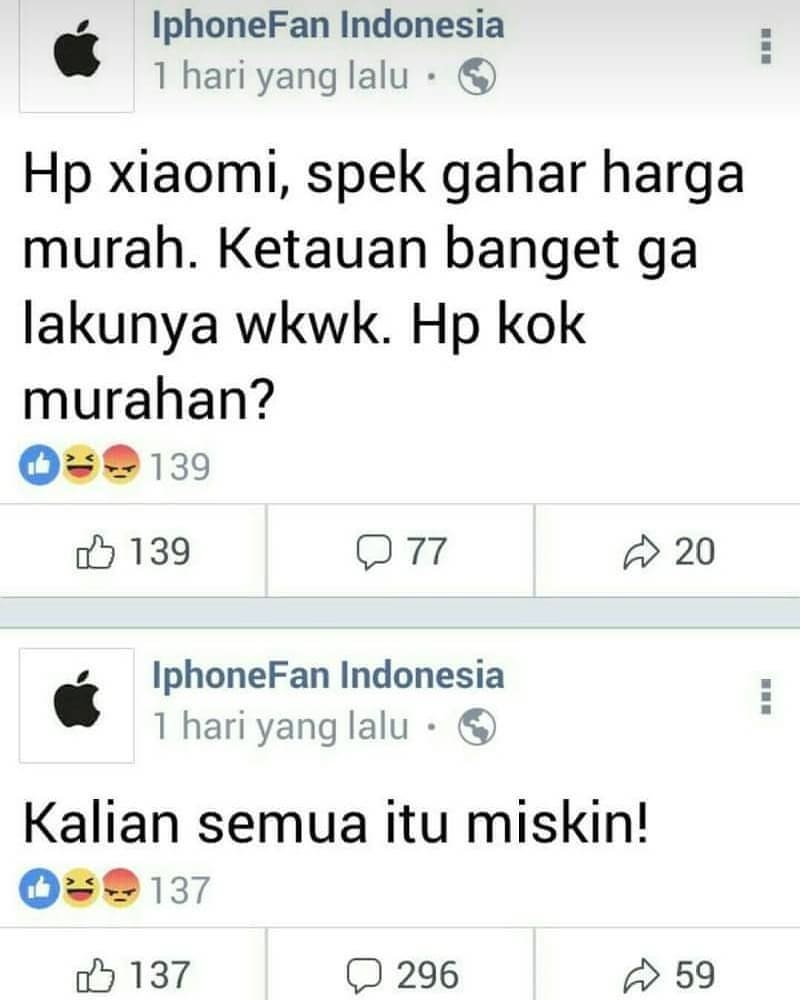 IphoneFan Indonesia
1 hari yang lalu •
Hp xiaomi, spek gahar harga
murah. Ketauan banget ga
lakunya wkwk. Hp kok
murahan?
139
139 77 20
IphoneFan Indonesia
1 hari yang lalu •
Kalian semua itu miskin!
137
137 296 59